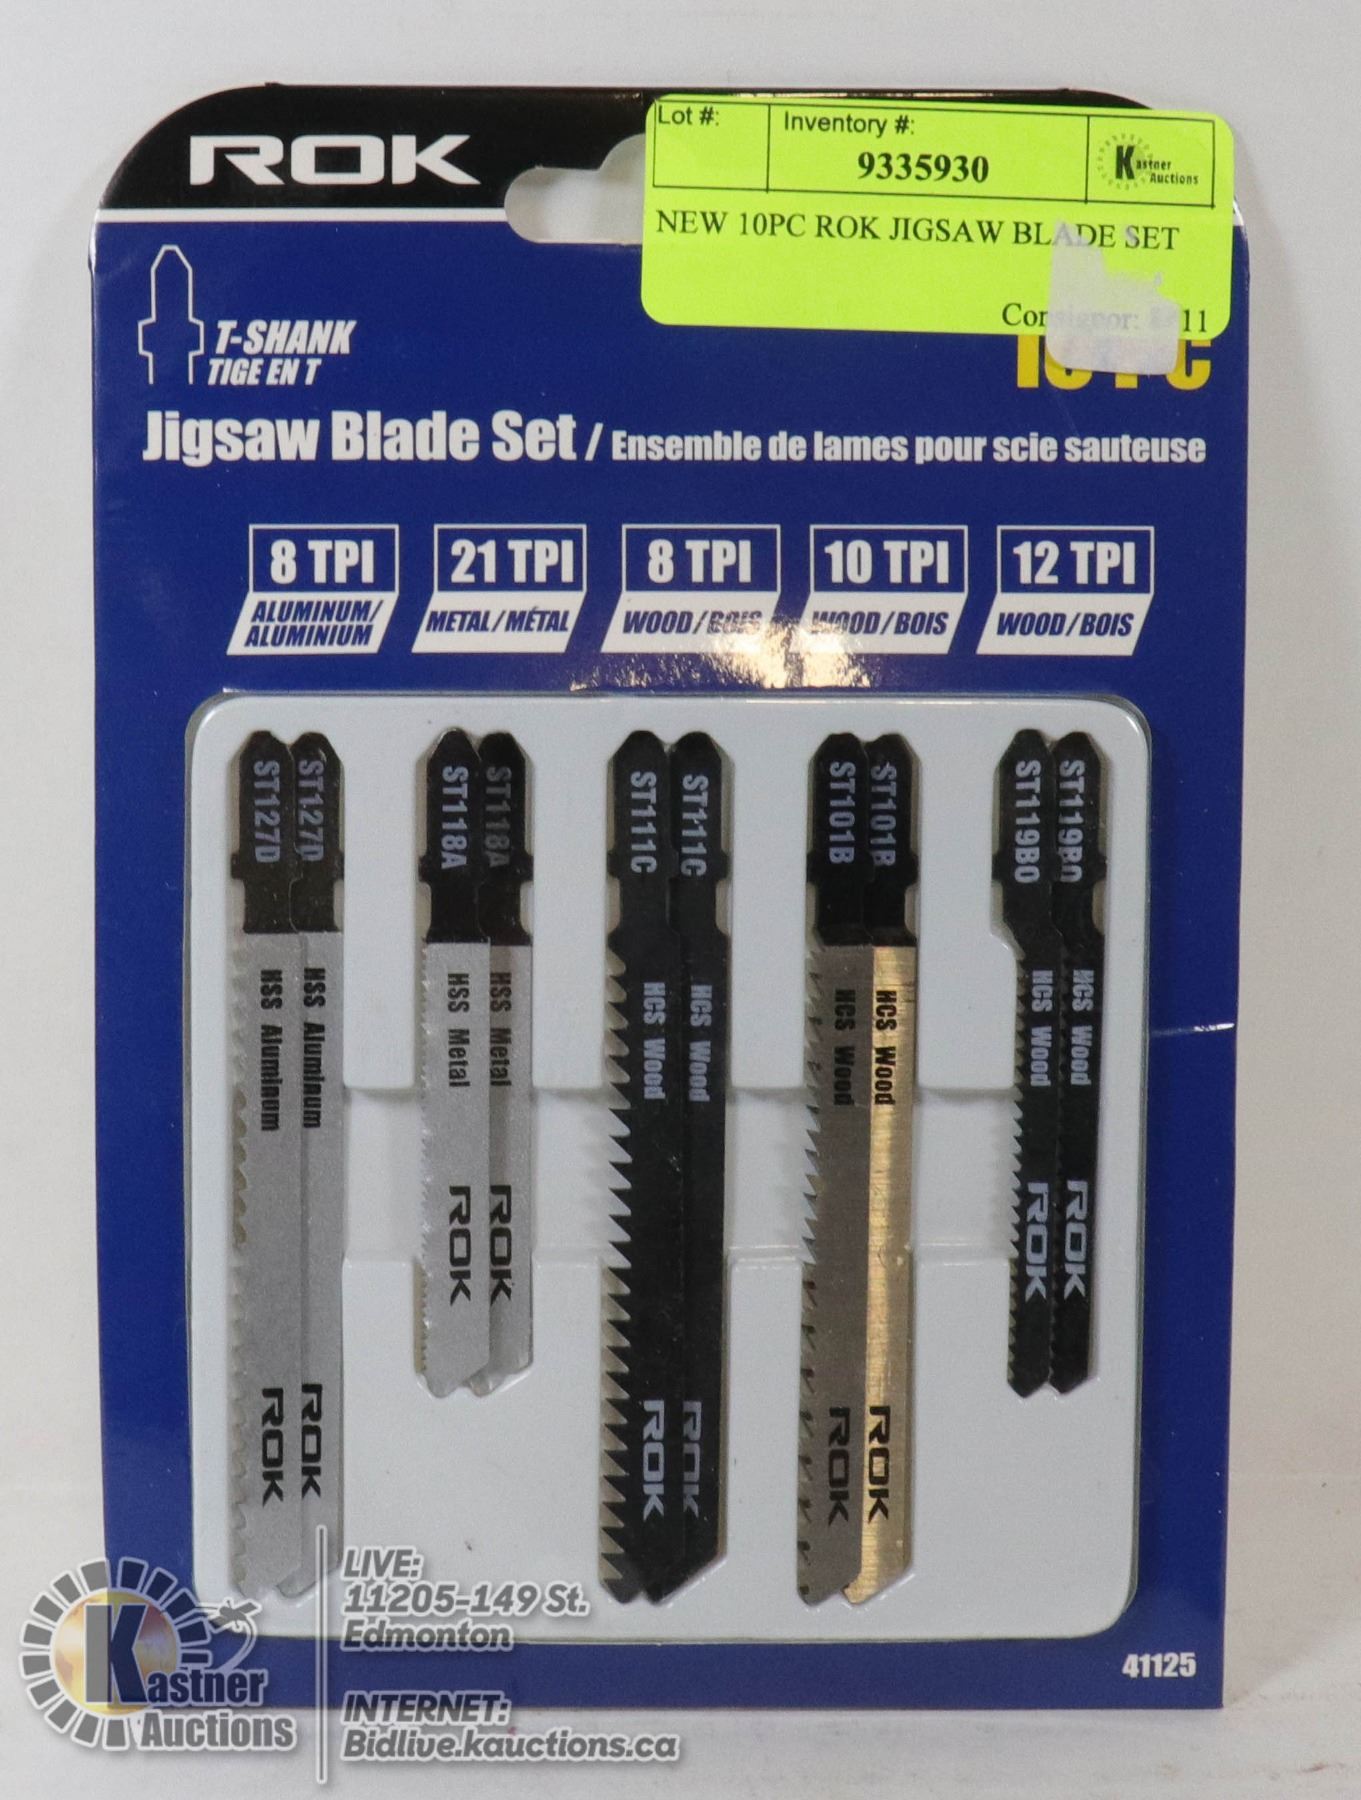 ROK
Lot #:
Inventory #:
9335930
Kastner
Auctions
NEW 10PC ROK JIGSAW BLADE SET
11
T-SHANK
TIGE EN T
Jigsaw Blade Set / Ensemble de lames pour scie sauteuse
8 TPI
ALUMINUM/
ALUMINIUM
21 TPI
METAL/MÉTAL
8 TPI
WOOD/BOIS
10 TPI
WOOD/BOIS
12 TPI
WOOD/BOIS
ST127D
HSS Aluminum
ROK
ST127D
HSS Aluminum
ROK
ST118A
HSS Metal
ROK
ST118A
HSS Metal
ROK
ST111C
HCS Wood
ROK
ST111C
HCS Wood
ROK
ST101B
HCS Wood
ROK
ST101B
HCS Wood
ROK
ST119BO
HCS Wood
ROK
ST119BO
HCS Wood
ROK
41125
Kastner
Auctions
LIVE:
11205-149 St.
Edmonton
INTERNET:
Bidlive.kauctions.ca